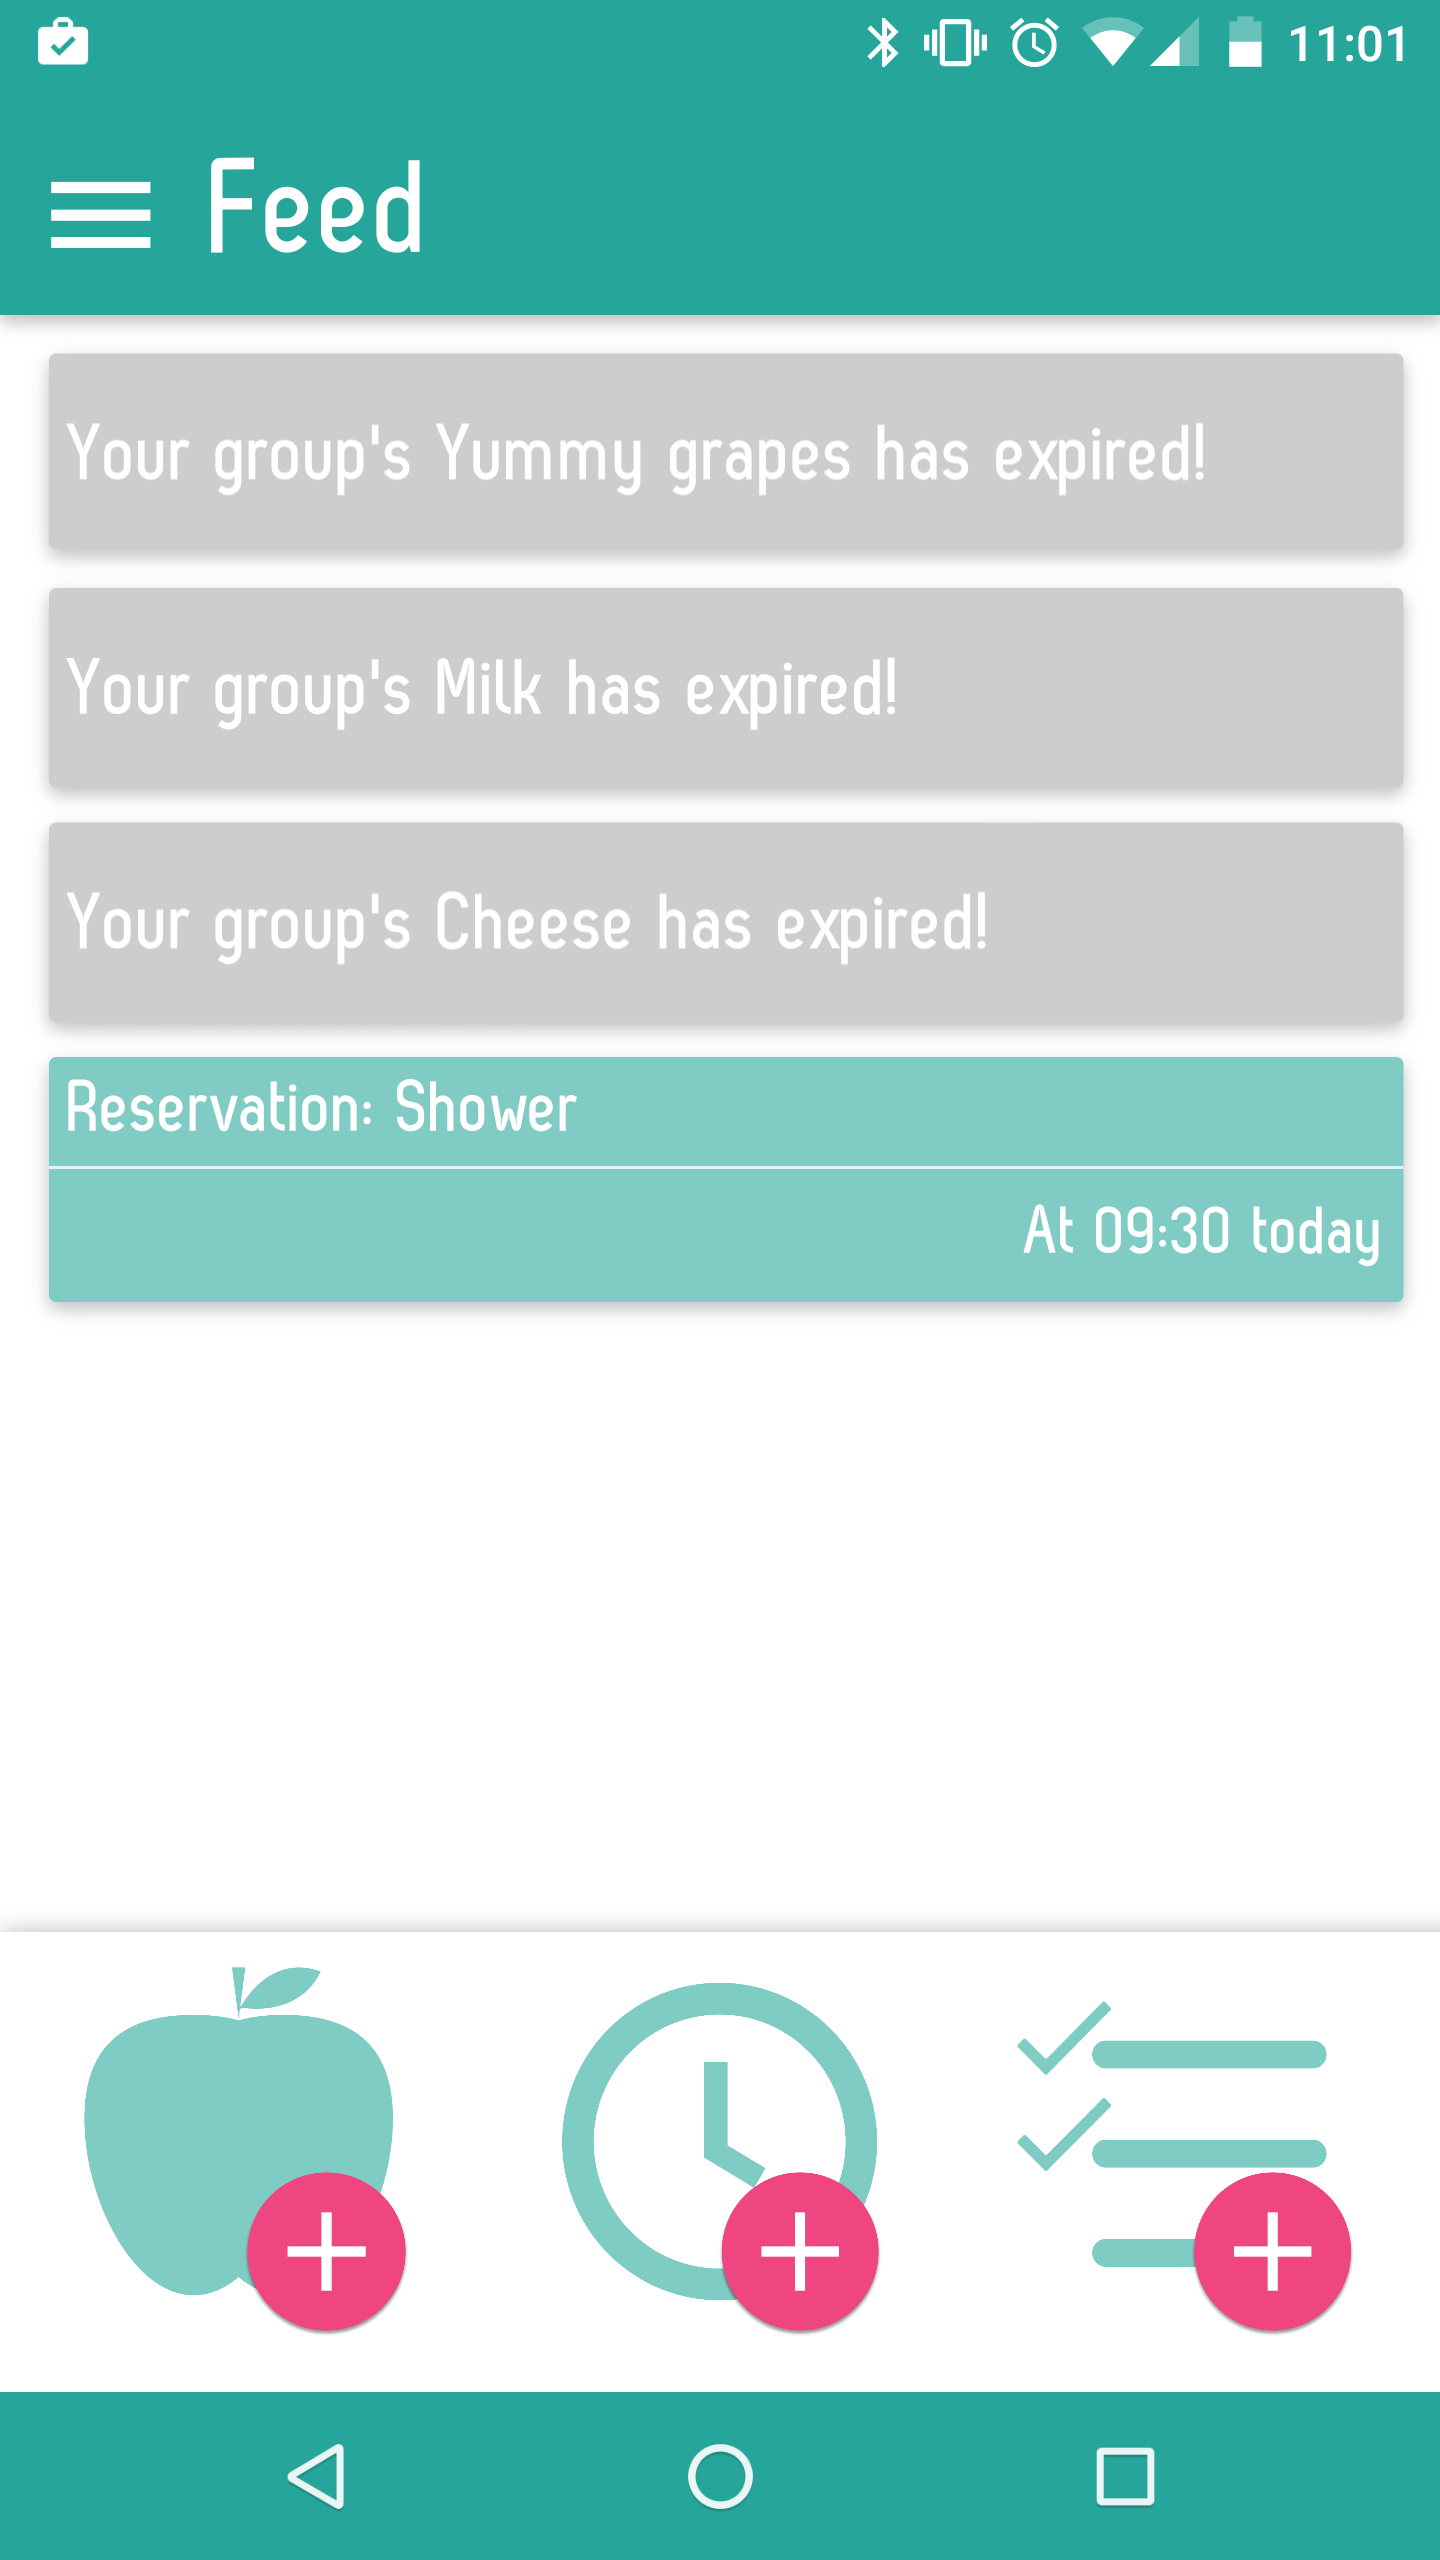 11:01
Feed
Your group's Yummy grapes has expired!
Your group's Milk has expired!
Your group's Cheese has expired!
Reservation: Shower
At 09:30 today